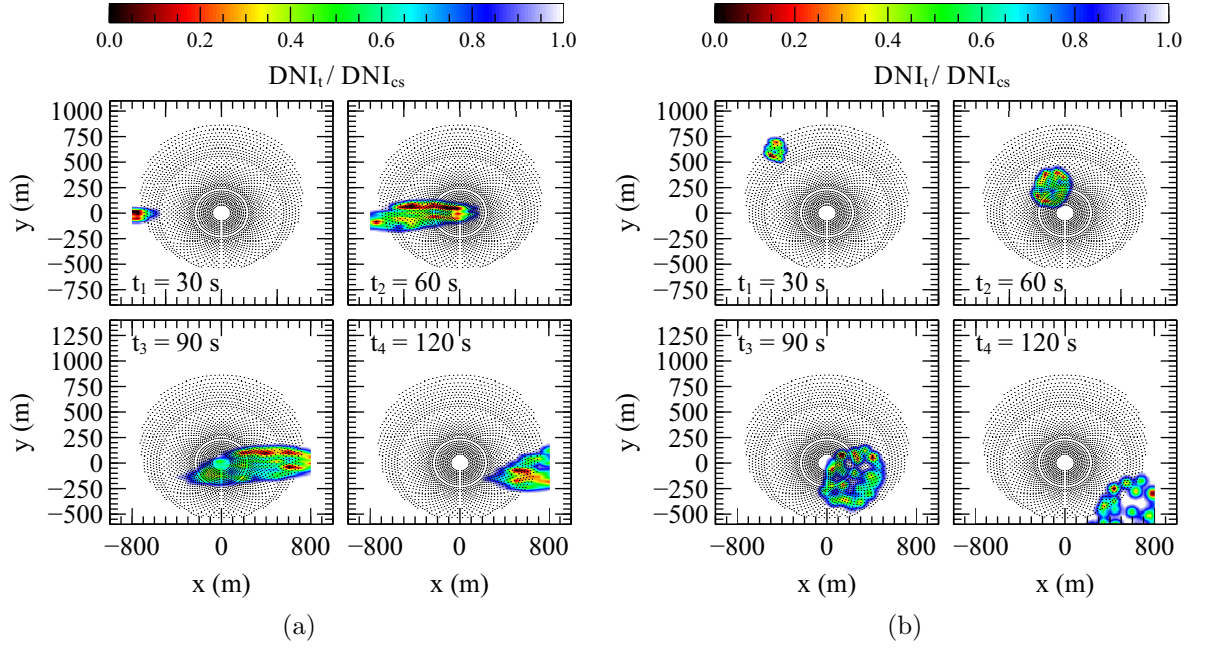 0.0 0.2 0.4 0.6 0.8 1.0
DNIt / DNIcs
1000
750
500
250
0
−250
−500
−750
y (m)
t1 = 30 s
t2 = 60 s
1250
1000
750
500
250
0
−250
−500
y (m)
t3 = 90 s
t4 = 120 s
−800 0 800
−800 0 800
x (m)
x (m)
(a)
0.0 0.2 0.4 0.6 0.8 1.0
DNIt / DNIcs
1000
750
500
250
0
−250
−500
−750
y (m)
t1 = 30 s
t2 = 60 s
1250
1000
750
500
250
0
−250
−500
y (m)
t3 = 90 s
t4 = 120 s
−800 0 800
−800 0 800
x (m)
x (m)
(b)